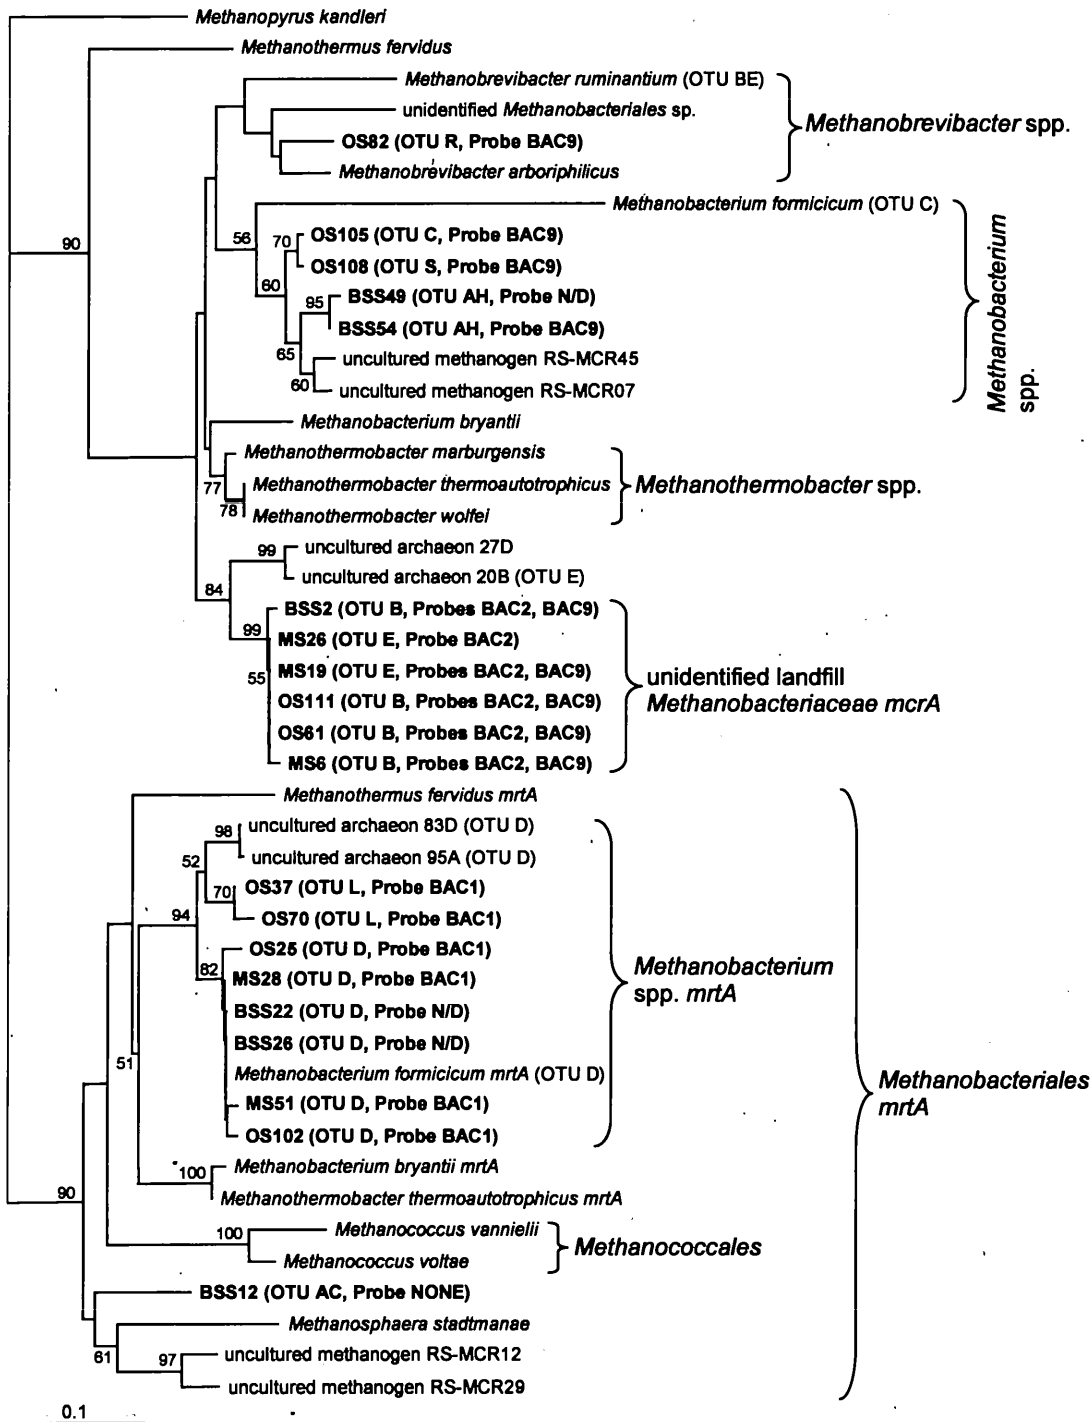 Methanopyrus kandleri
Methanothermus fervidus
Methanobrevibacter ruminantium (OTU BE)
unidentified Methanobacteriales sp.
OS82 (OTU R, Probe BAC9)
Methanobrevibacter arboriphilicus
Methanobrevibacter spp.
Methanobacterium formicicum (OTU C)
90
56
70
OS105 (OTU C, Probe BAC9)
OS108 (OTU S, Probe BAC9)
60
95
BSS49 (OTU AH, Probe N/D)
BSS54 (OTU AH, Probe BAC9)
65
uncultured methanogen RS-MCR45
60
uncultured methanogen RS-MCR07
Methanobacterium
spp.
Methanobacterium bryantii
Methanothermobacter marburgensis
77
Methanothermobacter thermoautotrophicus
78
Methanothermobacter wolfei
Methanothermobacter spp.
99
uncultured archaeon 27D
uncultured archaeon 20B (OTU E)
84
BSS2 (OTU B, Probes BAC2, BAC9)
99
MS26 (OTU E, Probe BAC2)
55
MS19 (OTU E, Probes BAC2, BAC9)
OS111 (OTU B, Probes BAC2, BAC9)
OS61 (OTU B, Probes BAC2, BAC9)
MS6 (OTU B, Probes BAC2, BAC9)
unidentified landfill
Methanobacteriaceae mcrA
Methanothermus fervidus mrtA
98
uncultured archaeon 83D (OTU D)
uncultured archaeon 95A (OTU D)
52
70
OS37 (OTU L, Probe BAC1)
94
OS70 (OTU L, Probe BAC1)
OS25 (OTU D, Probe BAC1)
82
MS28 (OTU D, Probe BAC1)
BSS22 (OTU D, Probe N/D)
BSS26 (OTU D, Probe N/D)
51
Methanobacterium formicicum mrtA (OTU D)
MS51 (OTU D, Probe BAC1)
OS102 (OTU D, Probe BAC1)
Methanobacterium
spp. mrtA
100
Methanobacterium bryantii mrtA
Methanothermobacter thermoautotrophicus mrtA
Methanobacteriales
mrtA
90
100
Methanococcus vannielii
Methanococcus voltae
Methanococcales
BSS12 (OTU AC, Probe NONE)
Methanosphaera stadtmanae
61
97
uncultured methanogen RS-MCR12
uncultured methanogen RS-MCR29
0.1